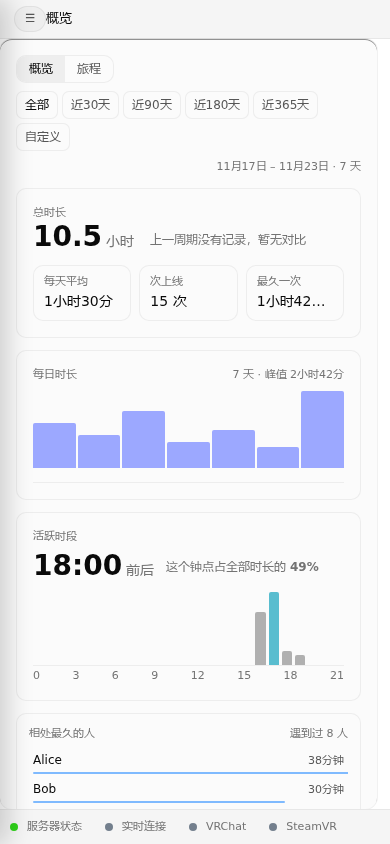 ☰ 概览
概览 旅程
全部 近30天 近90天 近180天 近365天
自定义
11月17日 – 11月23日 · 7 天
总时长
10.5 小时 上一周期没有记录，暂无对比
每天平均 次上线 最久一次
1小时30分 15 次 1小时42…
每日时长 7 天 · 峰值 2小时42分
活跃时段
18:00 前后 这个钟点占全部时长的 49%
0 3 6 9 12 15 18 21
相处最久的人 遇到过 8 人
Alice 38分钟
Bob 30分钟
服务器状态 实时连接 VRChat SteamVR